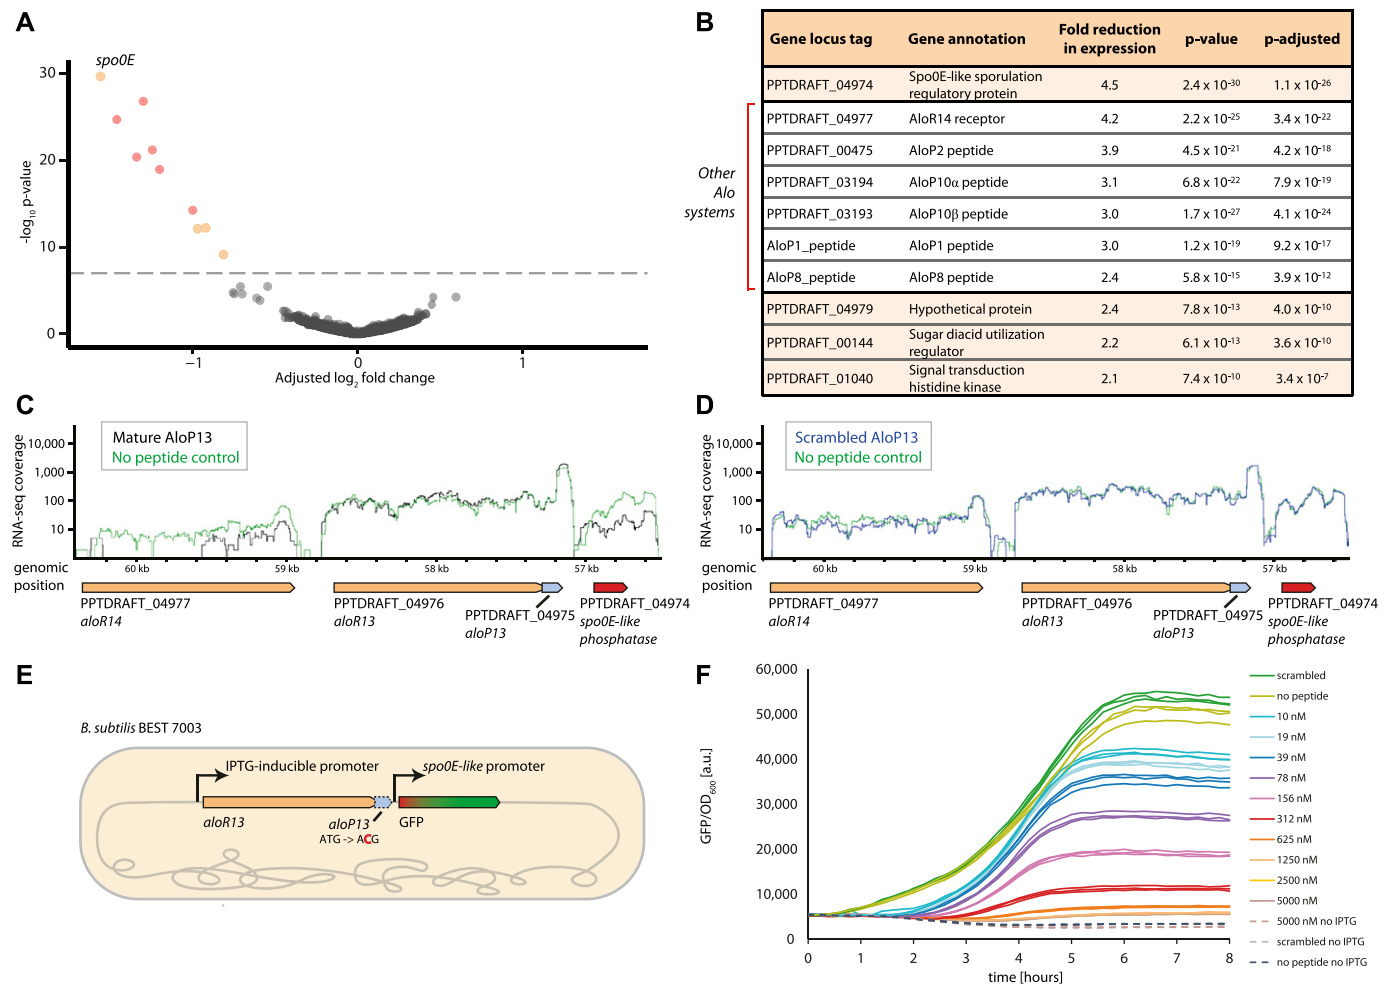 A
spo0E
30
20
10
0
-log10 p-value
−1
0
1
Adjusted log2 fold change
B
Gene locus tag
Gene annotation
Fold reduction
in expression
p-value
p-adjusted
PPTDRAFT_04974
Spo0E-like sporulation
regulatory protein
4.5
2.4 x 10-30
1.1 x 10-26
PPTDRAFT_04977
AloR14 receptor
4.2
2.2 x 10-25
3.4 x 10-22
PPTDRAFT_00475
AloP2 peptide
3.9
4.5 x 10-21
4.2 x 10-18
PPTDRAFT_03194
AloP10α peptide
3.1
6.8 x 10-22
7.9 x 10-19
PPTDRAFT_03193
AloP10β peptide
3.0
1.7 x 10-27
4.1 x 10-24
AloP1_peptide
AloP1 peptide
3.0
1.2 x 10-19
9.2 x 10-17
AloP8_peptide
AloP8 peptide
2.4
5.8 x 10-15
3.9 x 10-12
PPTDRAFT_04979
Hypothetical protein
2.4
7.8 x 10-13
4.0 x 10-10
PPTDRAFT_00144
Sugar diacid utilization
regulator
2.2
6.1 x 10-13
3.6 x 10-10
PPTDRAFT_01040
Signal transduction
histidine kinase
2.1
7.4 x 10-10
3.4 x 10-7
Other
Alo
systems
C
RNA-seq coverage
10,000
1,000
100
10
Mature AloP13
No peptide control
genomic
position
60 kb
59 kb
58 kb
57 kb
PPTDRAFT_04977
aloR14
PPTDRAFT_04976
aloR13
PPTDRAFT_04975
aloP13
PPTDRAFT_04974
spo0E-like
phosphatase
D
RNA-seq coverage
10,000
1,000
100
10
Scrambled AloP13
No peptide control
genomic
position
60 kb
59 kb
58 kb
57 kb
PPTDRAFT_04977
aloR14
PPTDRAFT_04976
aloR13
PPTDRAFT_04975
aloP13
PPTDRAFT_04974
spo0E-like
phosphatase
E
B. subtilis BEST 7003
IPTG-inducible promoter
spo0E-like promoter
aloR13
aloP13
GFP
ATG -> ACG
F
GFP/OD600 [a.u.]
60,000
50,000
40,000
30,000
20,000
10,000
0
0
1
2
3
4
5
6
7
8
time [hours]
scrambled
no peptide
10 nM
19 nM
39 nM
78 nM
156 nM
312 nM
625 nM
1250 nM
2500 nM
5000 nM
5000 nM no IPTG
scrambled no IPTG
no peptide no IPTG